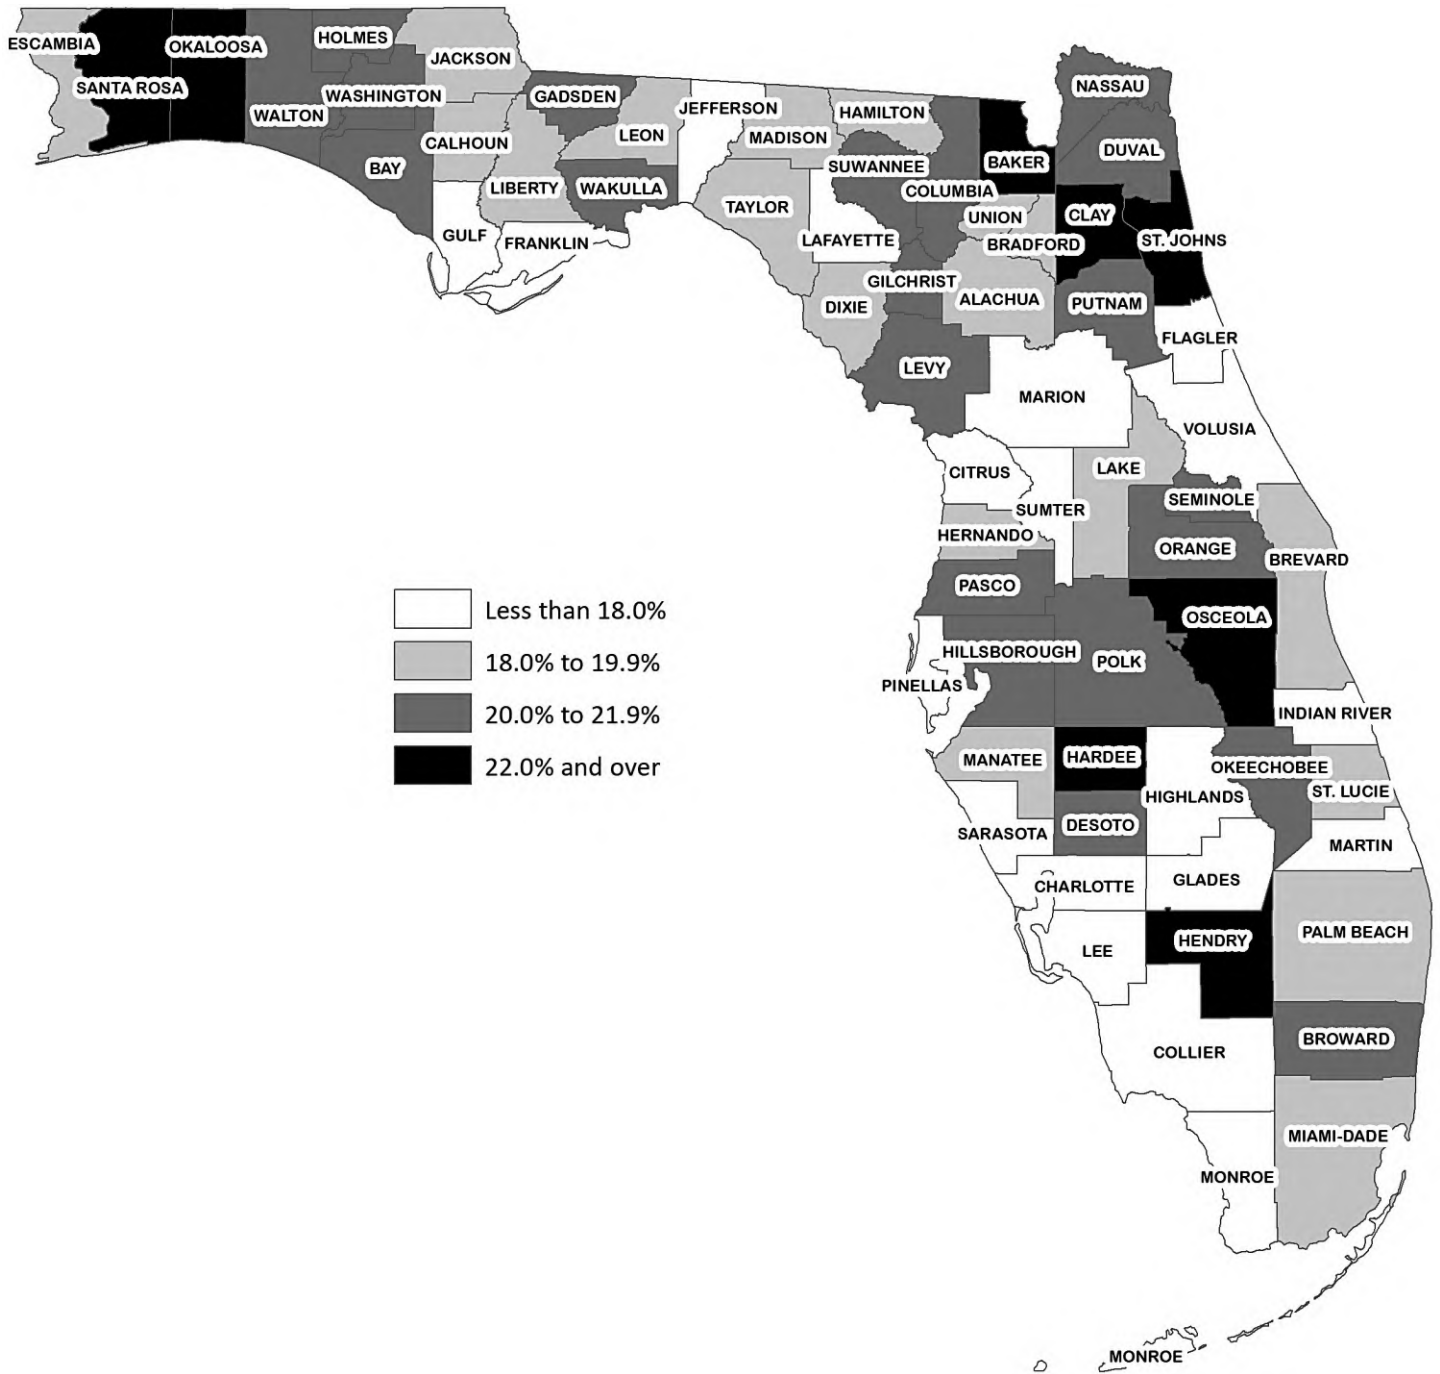 ESCAMBIA
OKALOOSA
HOLMES
JACKSON
SANTA ROSA
WASHINGTON
WALTON
GADSDEN
JEFFERSON
NASSAU
LEON
MADISON
HAMILTON
CALHOUN
DUVAL
BAY
LIBERTY
WAKULLA
SUWANNEE
BAKER
COLUMBIA
TAYLOR
UNION
CLAY
GULF
FRANKLIN
LAFAYETTE
BRADFORD
ST. JOHNS
GILCHRIST
DIXIE
ALACHUA
PUTNAM
FLAGLER
LEVY
MARION
VOLUSIA
CITRUS
LAKE
SUMTER
SEMINOLE
HERNANDO
ORANGE
BREVARD
PASCO
Less than 18.0%
OSCEOLA
HILLSBOROUGH
POLK
18.0% to 19.9%
PINELLAS
20.0% to 21.9%
INDIAN RIVER
22.0% and over
MANATEE
HARDEE
OKEECHOBEE
HIGHLANDS
ST. LUCIE
SARASOTA
DESOTO
MARTIN
CHARLOTTE
GLADES
LEE
HENDRY
PALM BEACH
COLLIER
BROWARD
MIAMI-DADE
MONROE
MONROE